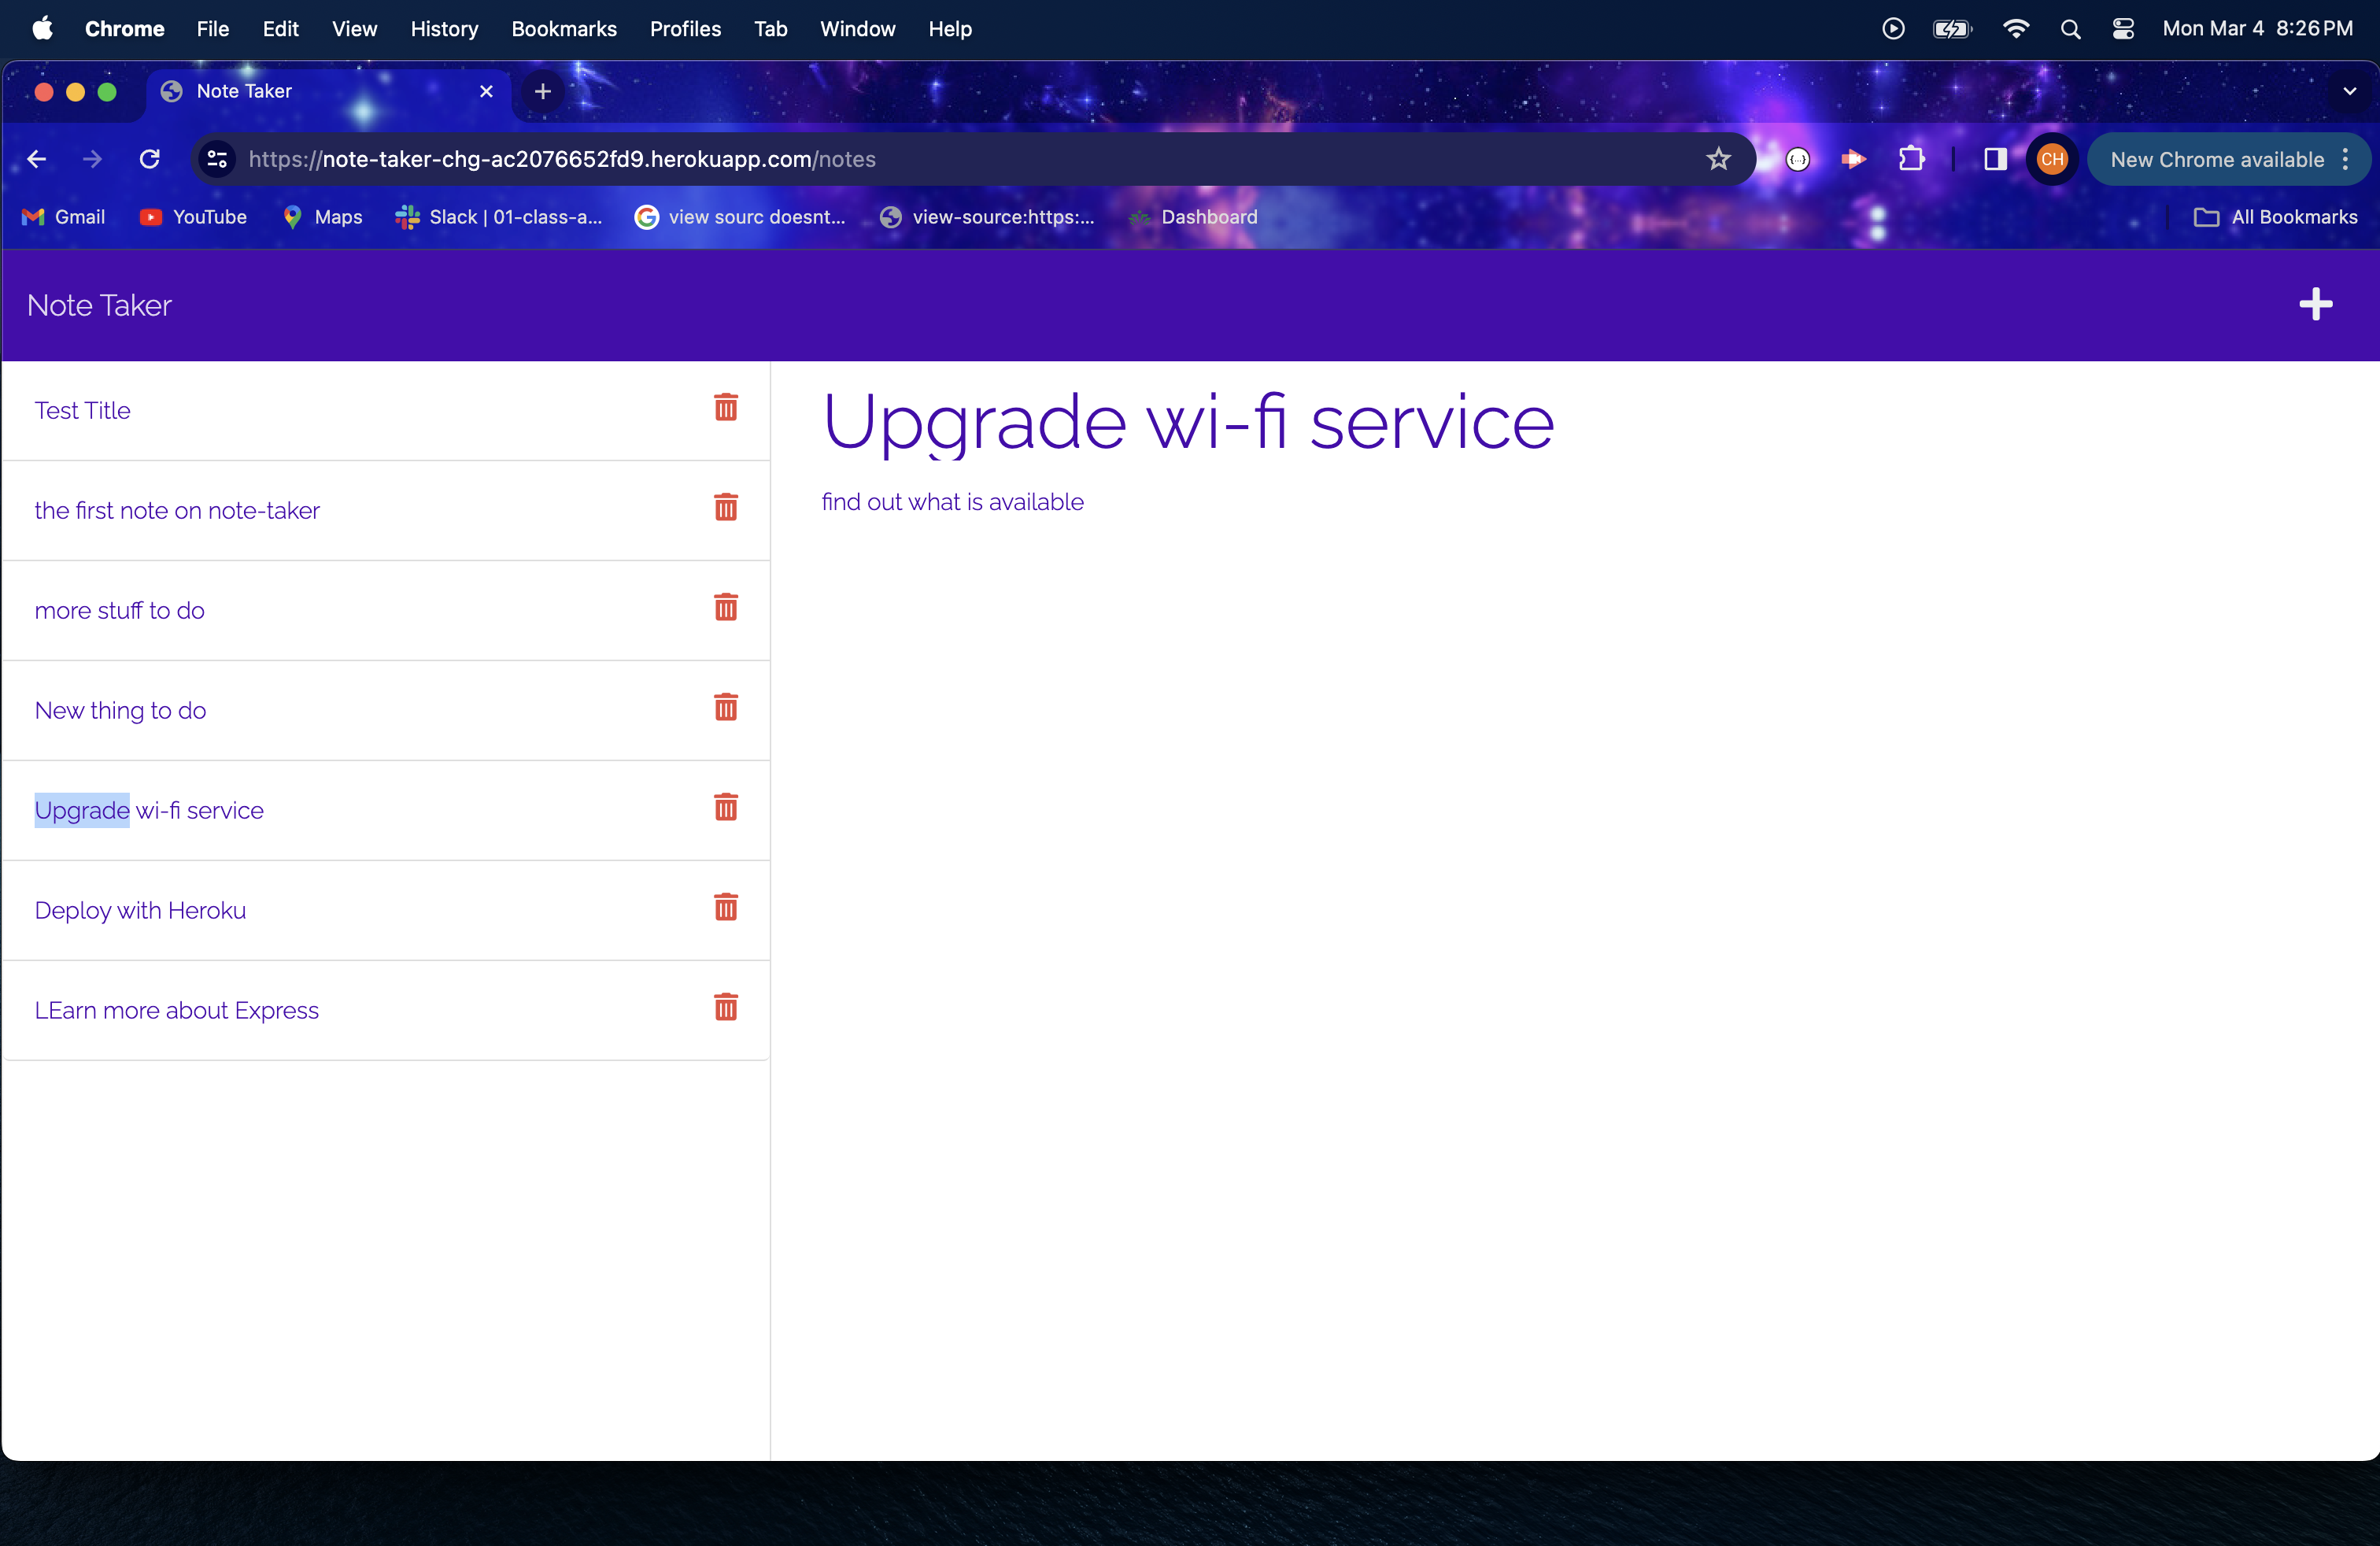 Chrome File Edit View History Bookmarks Profiles Tab Window Help Mon Mar 4 8:26 PM
Note Taker
https://note-taker-chg-ac2076652fd9.herokuapp.com/notes {...} CH New Chrome available
Gmail YouTube Maps Slack | 01-class-a... view sourc doesnt... view-source:https:... Dashboard All Bookmarks
Note Taker
Test Title
the first note on note-taker
more stuff to do
New thing to do
Upgrade wi-fi service
Deploy with Heroku
LEarn more about Express
Upgrade wi-fi service
find out what is available